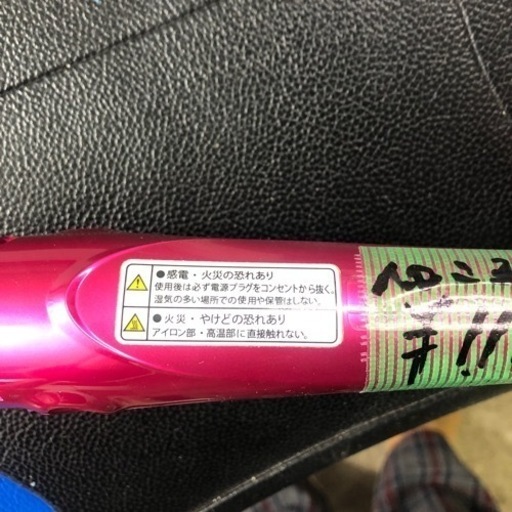 ●感電・火災の恐れあり
使用後は必ず電源プラグをコンセントから抜く。
湿気の多い場所での使用や保管はしない。
●火災・やけどの恐れあり
アイロン部・高温部に直接触れない。